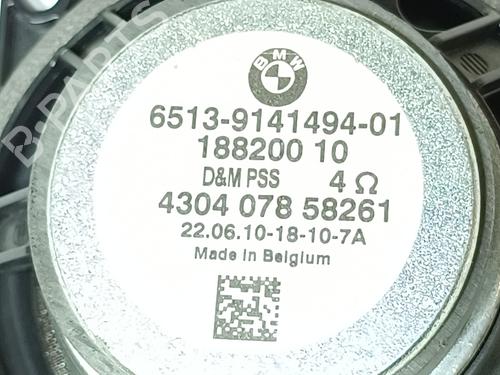 BMW
6513-9141494-01
188200 10
D&M PSS 4 Ω
4304 078 58261
22.06.10-18-10-7A
Made in Belgium
B-PARTS